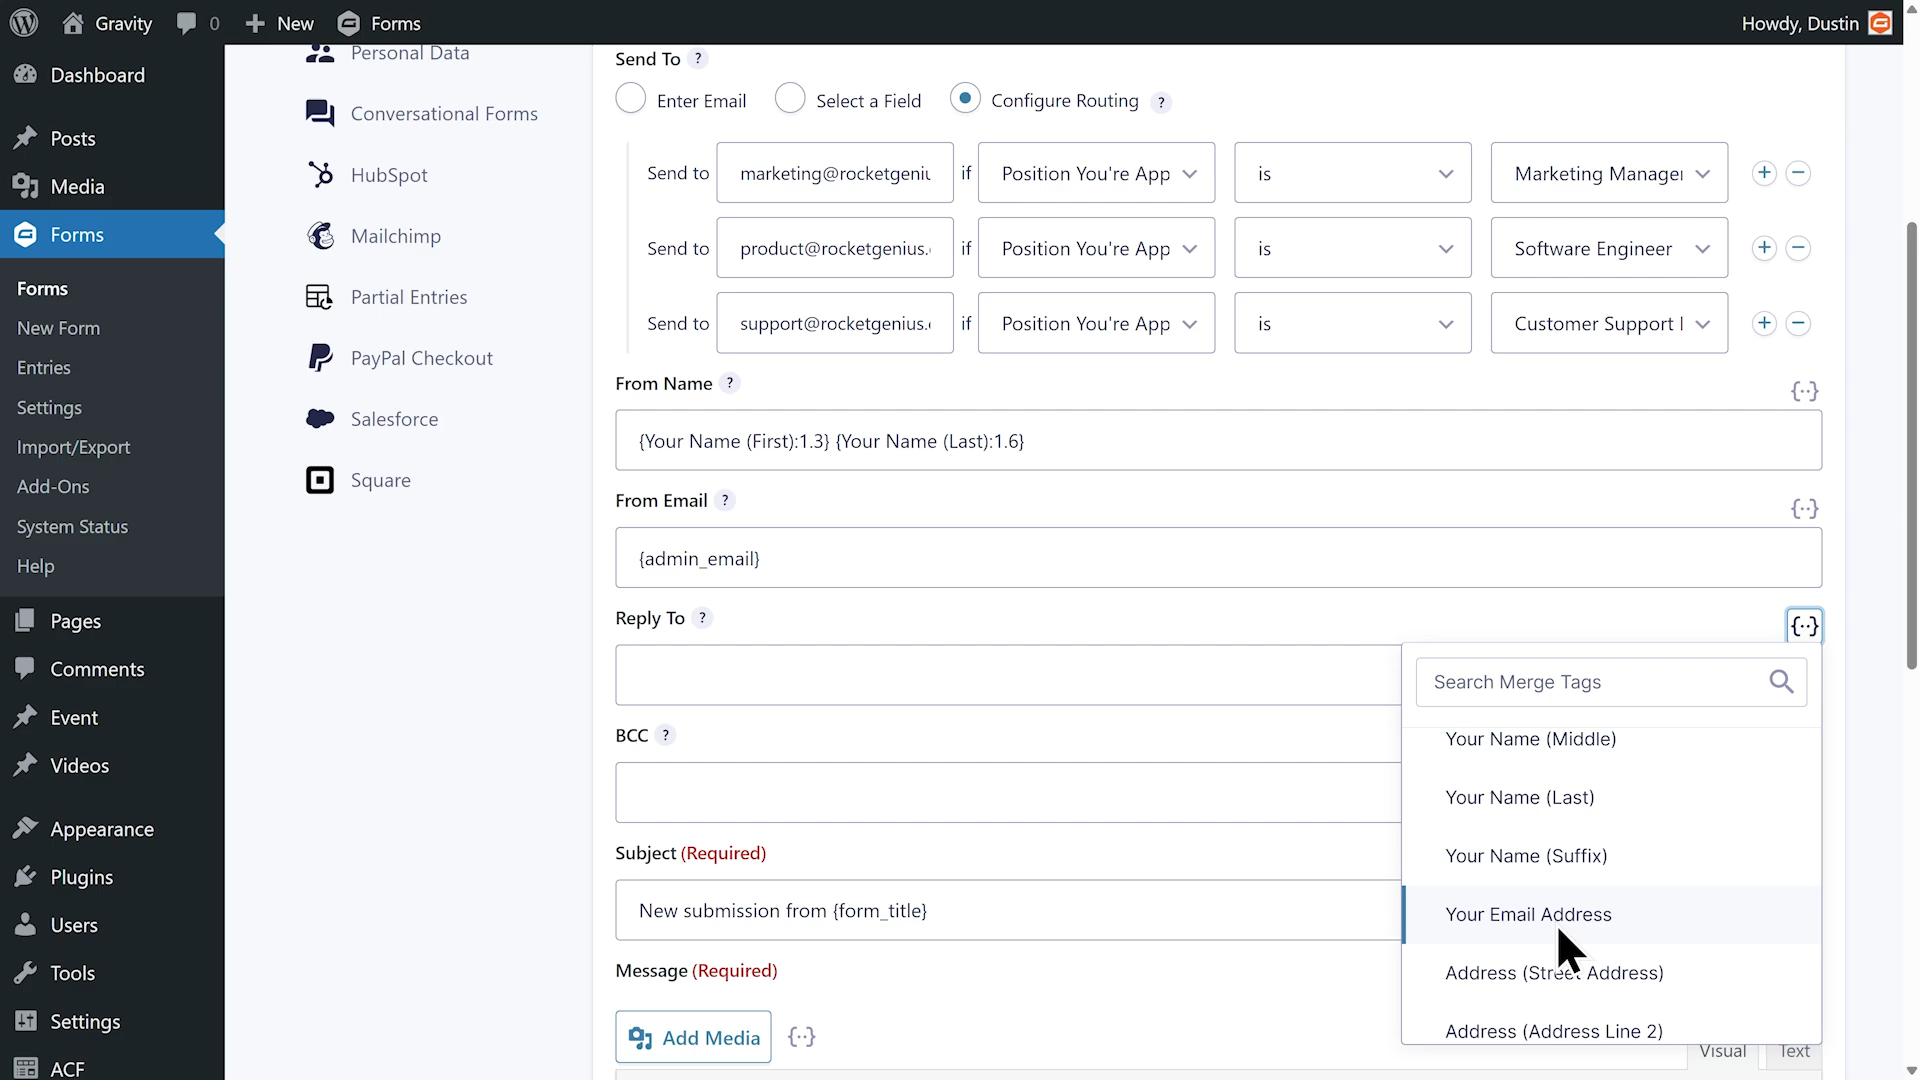 Gravity
0
New
Forms
Howdy, Dustin
Dashboard
Posts
Media
Forms
Forms
New Form
Entries
Settings
Import/Export
Add-Ons
System Status
Help
Pages
Comments
Event
Videos
Appearance
Plugins
Users
Tools
Settings
ACF
Personal Data
Conversational Forms
HubSpot
Mailchimp
Partial Entries
PayPal Checkout
Salesforce
Square
Send To ?
Enter Email
Select a Field
Configure Routing ?
Send to marketing@rocketgeniu if Position You're App is Marketing Manager + −
Send to product@rocketgenius. if Position You're App is Software Engineer + −
Send to support@rocketgenius. if Position You're App is Customer Support + −
From Name ?
{··}
{Your Name (First):1.3} {Your Name (Last):1.6}
From Email ?
{··}
{admin_email}
Reply To ?
{··}
Search Merge Tags
Your Name (Middle)
Your Name (Last)
Your Name (Suffix)
Your Email Address
Address (Street Address)
Address (Address Line 2)
BCC ?
Subject (Required)
New submission from {form_title}
Message (Required)
Add Media {··}
Visual
Text